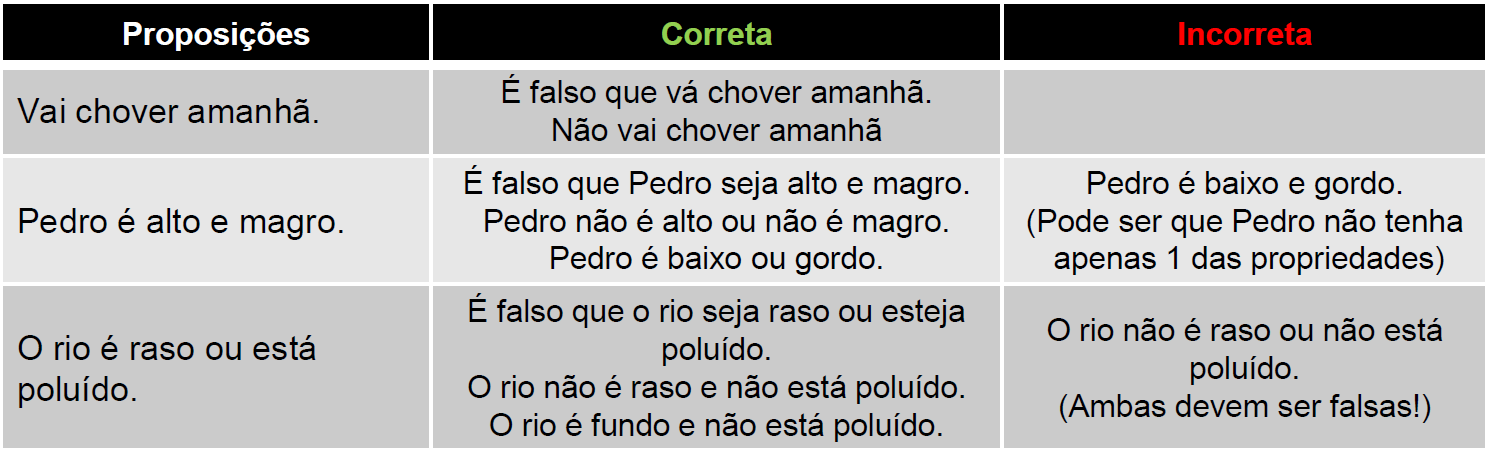 Proposições
Correta
Incorreta
Vai chover amanhã.
É falso que vá chover amanhã.
Não vai chover amanhã
Pedro é alto e magro.
É falso que Pedro seja alto e magro.
Pedro não é alto ou não é magro.
Pedro é baixo ou gordo.
Pedro é baixo e gordo.
(Pode ser que Pedro não tenha
apenas 1 das propriedades)
O rio é raso ou está
poluído.
É falso que o rio seja raso ou esteja
poluído.
O rio não é raso e não está poluído.
O rio é fundo e não está poluído.
O rio não é raso ou não está
poluído.
(Ambas devem ser falsas!)